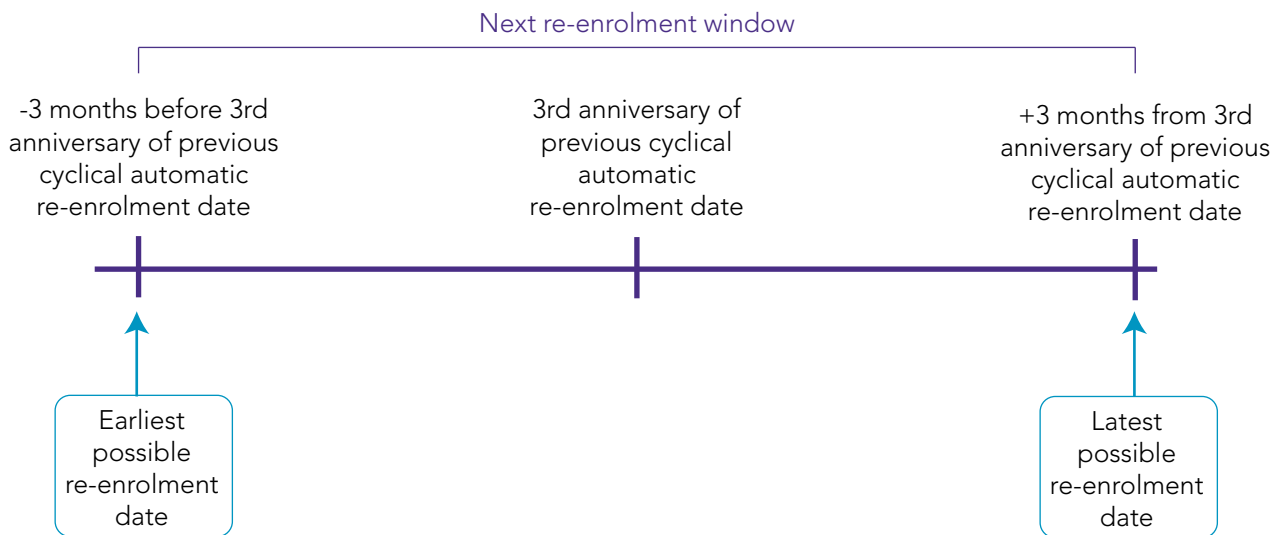 Next re-enrolment window
-3 months before 3rd
anniversary of previous
cyclical automatic
re-enrolment date
3rd anniversary of
previous cyclical
automatic
re-enrolment date
+3 months from 3rd
anniversary of previous
cyclical automatic
re-enrolment date
Earliest
possible
re-enrolment
date
Latest
possible
re-enrolment
date